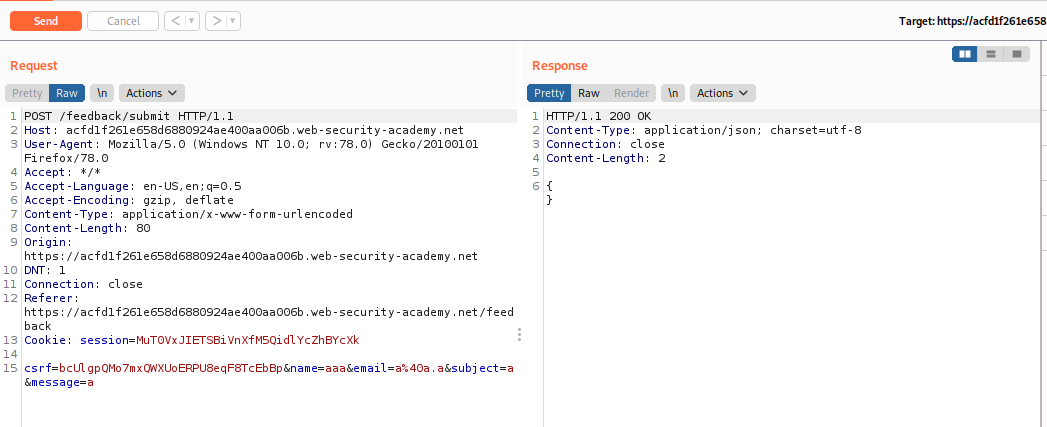 Send Cancel < > Target: https://acfd1f261e658
Request
Pretty Raw \n Actions
1 POST /feedback/submit HTTP/1.1
2 Host: acfd1f261e658d6880924ae400aa006b.web-security-academy.net
3 User-Agent: Mozilla/5.0 (Windows NT 10.0; rv:78.0) Gecko/20100101
Firefox/78.0
4 Accept: */*
5 Accept-Language: en-US,en;q=0.5
6 Accept-Encoding: gzip, deflate
7 Content-Type: application/x-www-form-urlencoded
8 Content-Length: 80
9 Origin:
https://acfd1f261e658d6880924ae400aa006b.web-security-academy.net
10 DNT: 1
11 Connection: close
12 Referer:
https://acfd1f261e658d6880924ae400aa006b.web-security-academy.net/feed
back
13 Cookie: session=MuT0VxJIETSBiVnXfM5QidlYcZhBYcXk
14
15 csrf=bcUlgpQMo7mxQWXUoERPU8eqF8TcEbBp&name=aaa&email=a%40a.a&subject=a
&message=a
Response
Pretty Raw Render \n Actions
1 HTTP/1.1 200 OK
2 Content-Type: application/json; charset=utf-8
3 Connection: close
4 Content-Length: 2
5
6 {
}